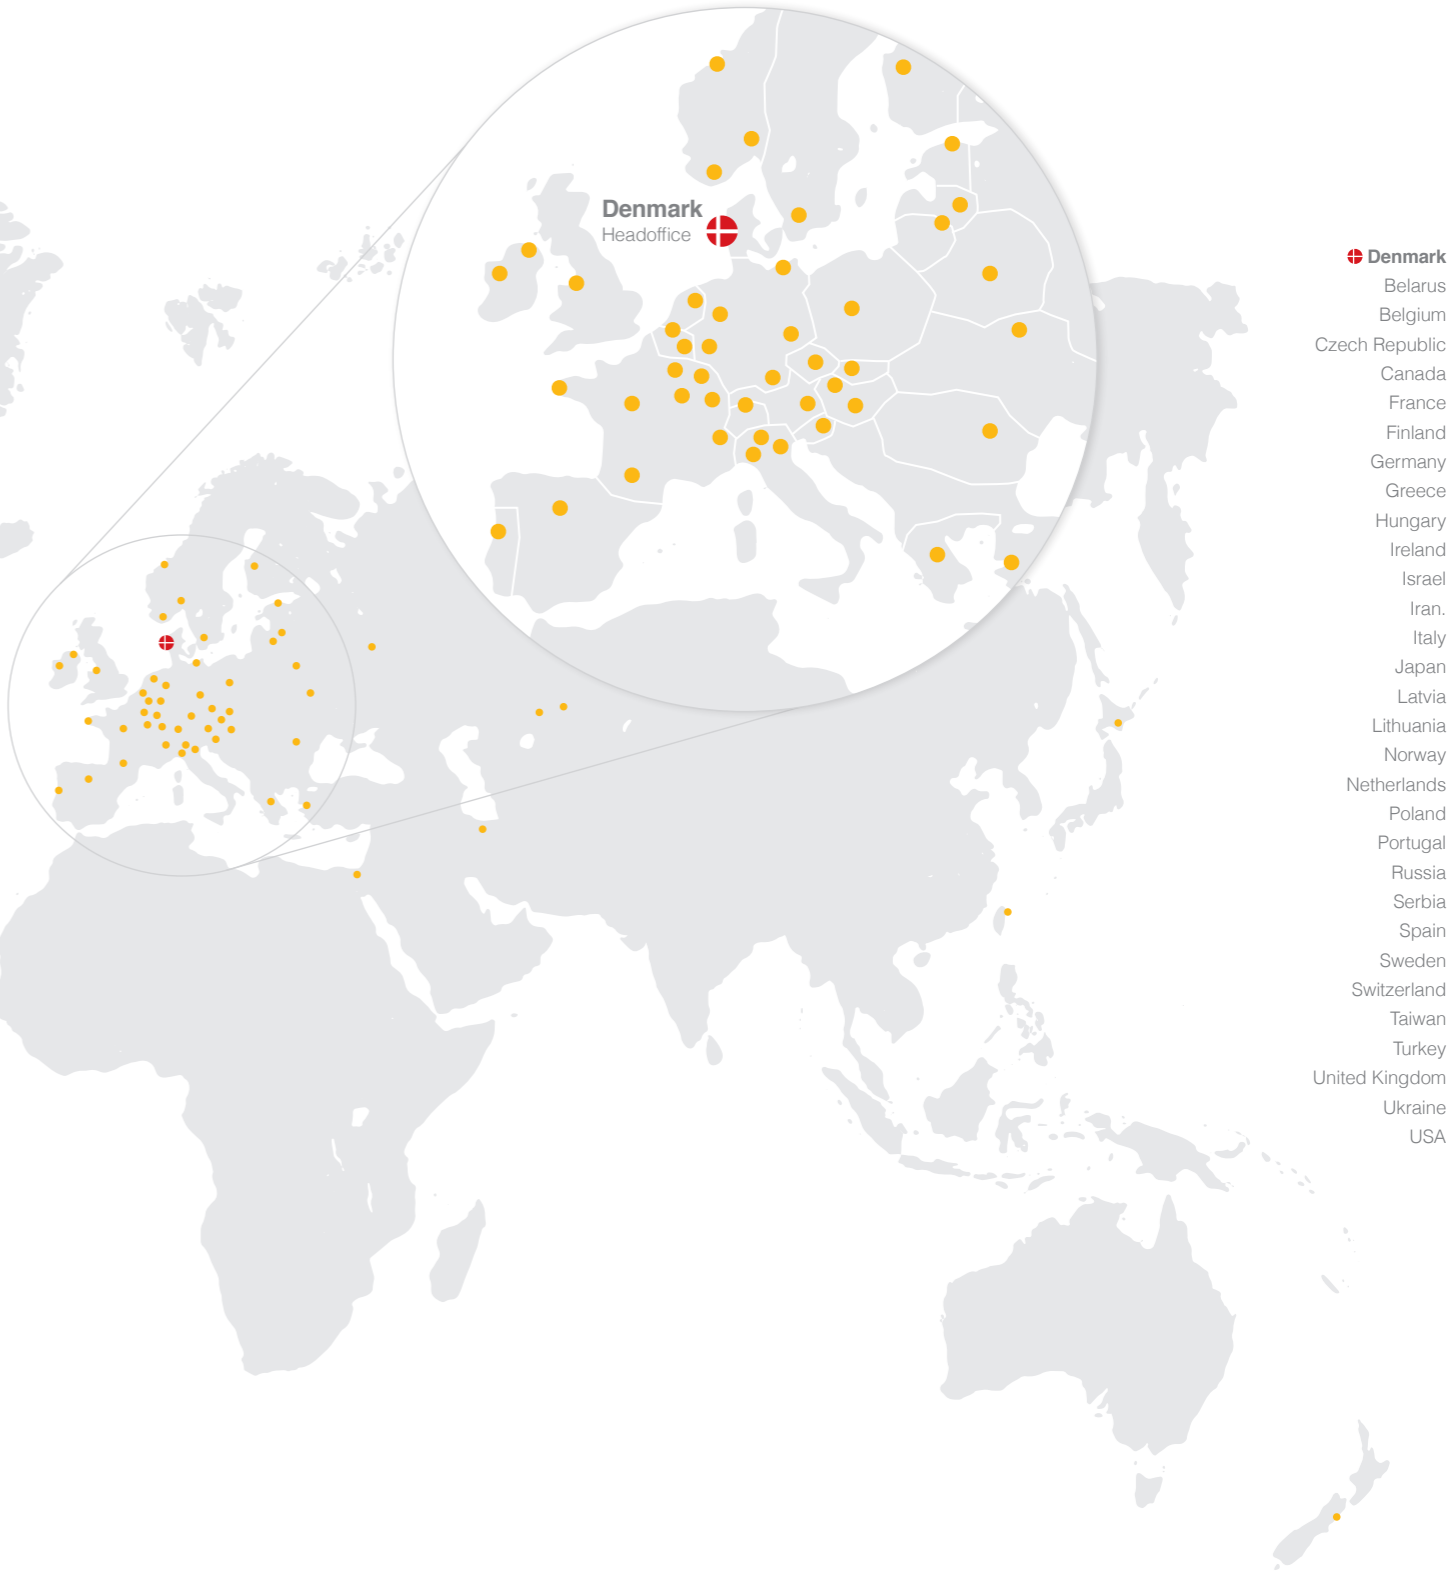 Denmark
Headoffice
Denmark
Belarus
Belgium
Czech Republic
Canada
France
Finland
Germany
Greece
Hungary
Ireland
Israel
Iran.
Italy
Japan
Latvia
Lithuania
Norway
Netherlands
Poland
Portugal
Russia
Serbia
Spain
Sweden
Switzerland
Taiwan
Turkey
United Kingdom
Ukraine
USA